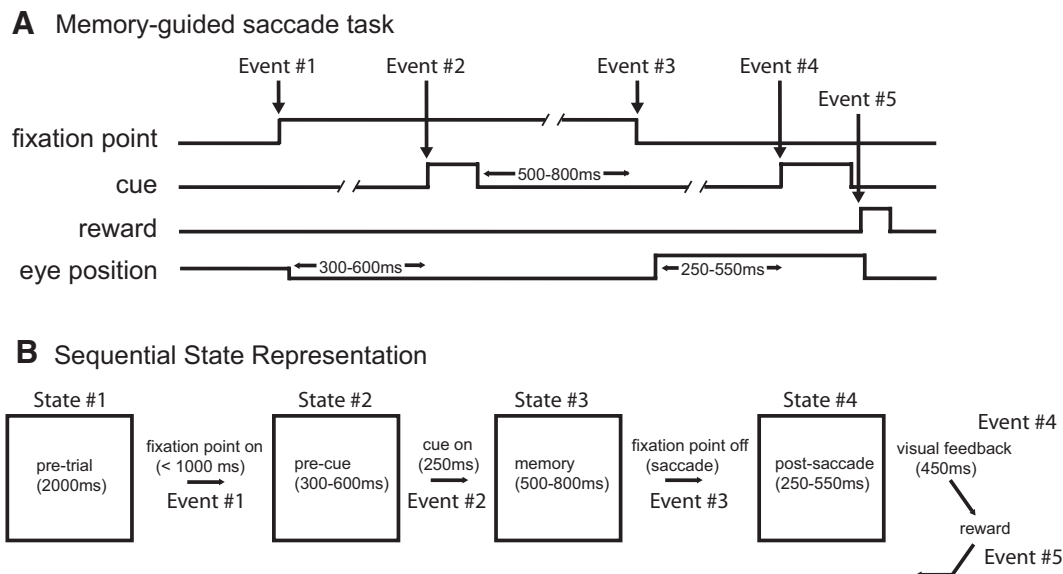 A Memory-guided saccade task
Event #1 Event #2 Event #3 Event #4
Event #5
fixation point
cue 500-800ms
reward
eye position 300-600ms 250-550ms
B Sequential State Representation
State #1 State #2 State #3 State #4
Event #4
fixation point on cue on fixation point off visual feedback
pre-trial (< 1000 ms) pre-cue (250ms) memory (saccade) post-saccade (450ms)
(2000ms) (300-600ms) (500-800ms) (250-550ms)
Event #1 Event #2 Event #3
reward
Event #5